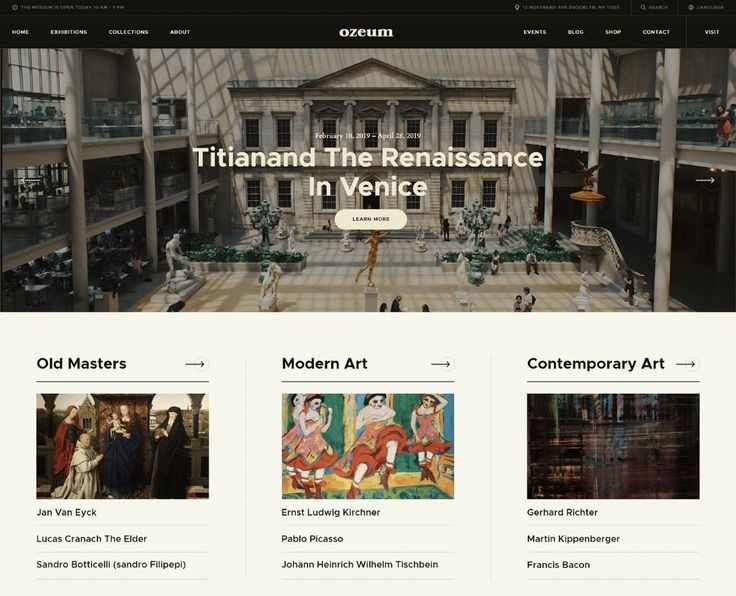 THE MUSEUM IS OPEN TODAY 10 AM - 5 PM
12 NOSTRAND AVE BROOKLYN, NY 11205
SEARCH
LANGUAGE
HOME EXHIBITIONS COLLECTIONS ABOUT
ozeum
EVENTS BLOG SHOP CONTACT VISIT
February 10, 2019 – April 28, 2019
Titianand The Renaissance
In Venice
LEARN MORE
Old Masters
Jan Van Eyck
Lucas Cranach The Elder
Sandro Botticelli (sandro Filipepi)
Modern Art
Ernst Ludwig Kirchner
Pablo Picasso
Johann Heinrich Wilhelm Tischbein
Contemporary Art
Gerhard Richter
Martin Kippenberger
Francis Bacon